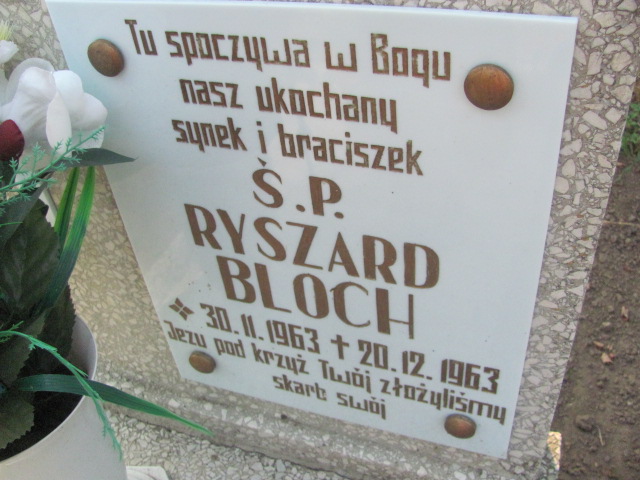 Tu spoczywa w Bogu
nasz ukochany
synek i braciszek
Ś.P.
RYSZARD
BLOCH
30.11.1963 + 20.12.1963
Jezu pod krzyż Twój złożyliśmy
skarb swój